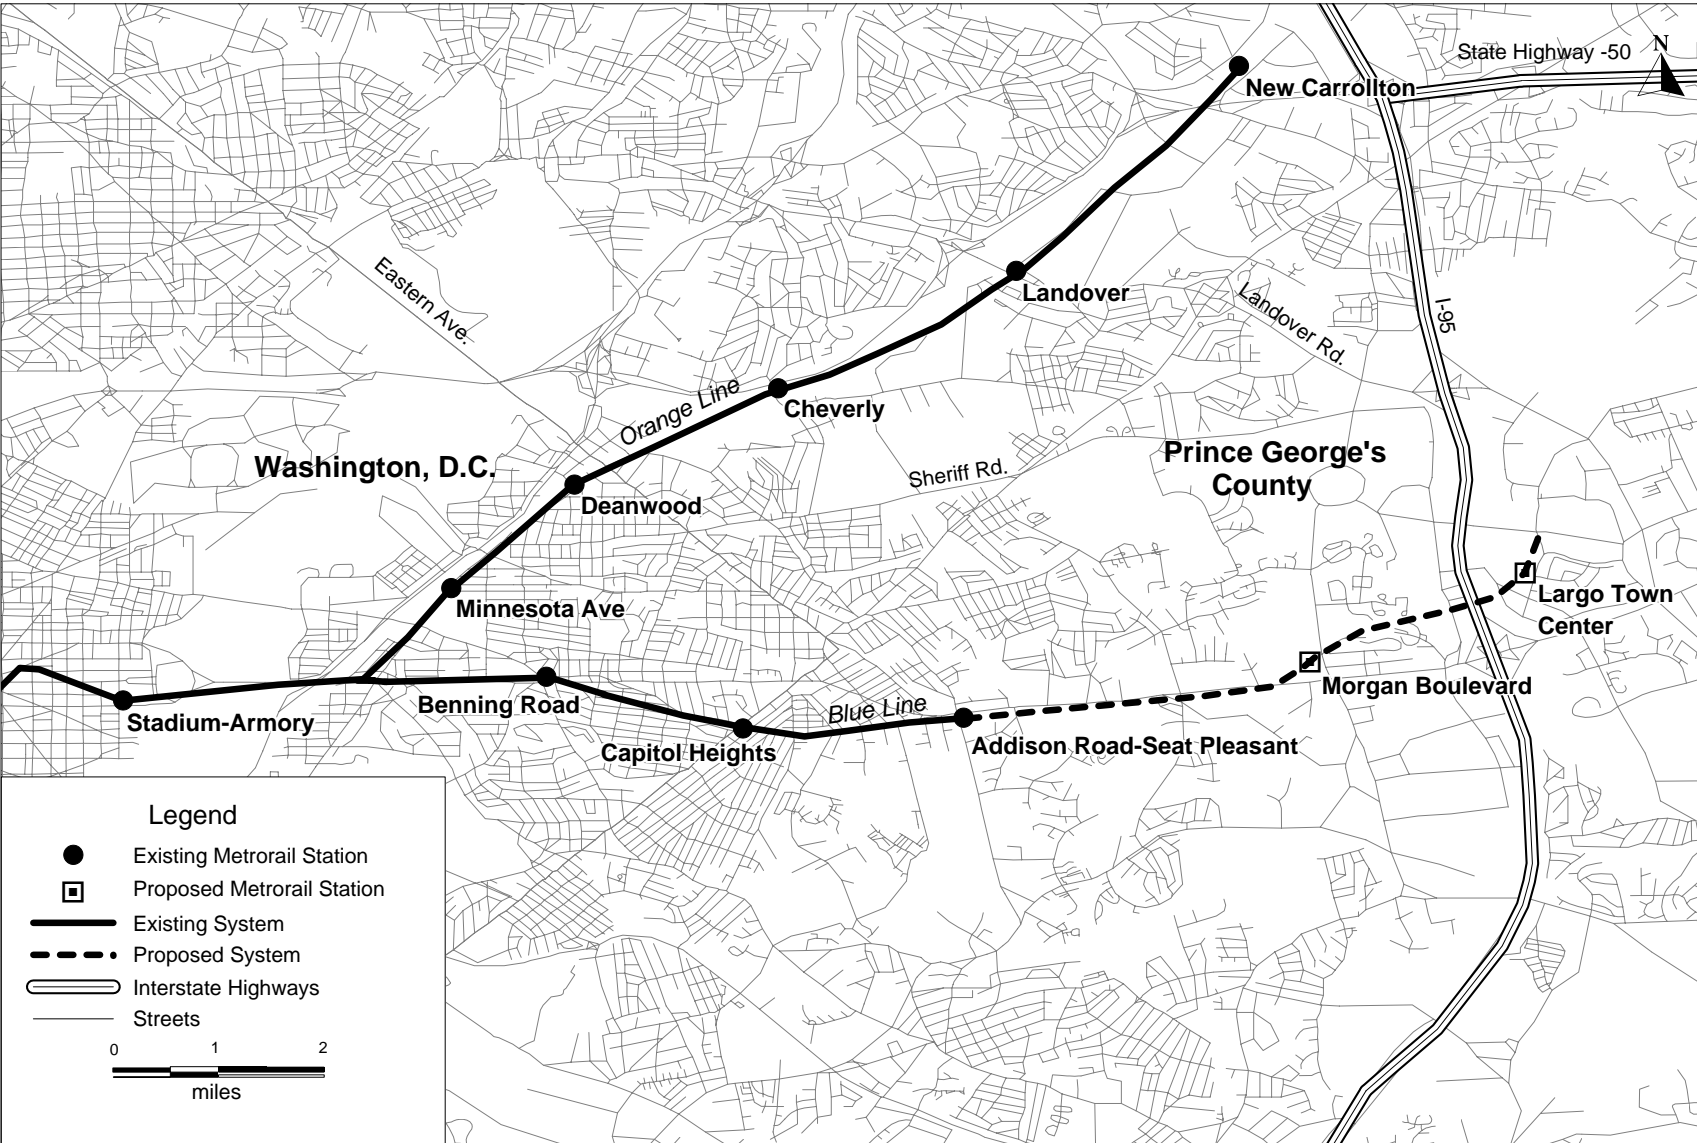 State Highway -50
N
New Carrollton
Eastern Ave.
Landover
Landover Rd.
I-95
Orange Line
Cheverly
Washington, D.C.
Prince George's
County
Sheriff Rd.
Deanwood
Minnesota Ave
Largo Town
Center
Benning Road
Morgan Boulevard
Stadium-Armory
Blue Line
Capitol Heights
Addison Road-Seat Pleasant
Legend
Existing Metrorail Station
Proposed Metrorail Station
Existing System
Proposed System
Interstate Highways
Streets
0 1 2
miles